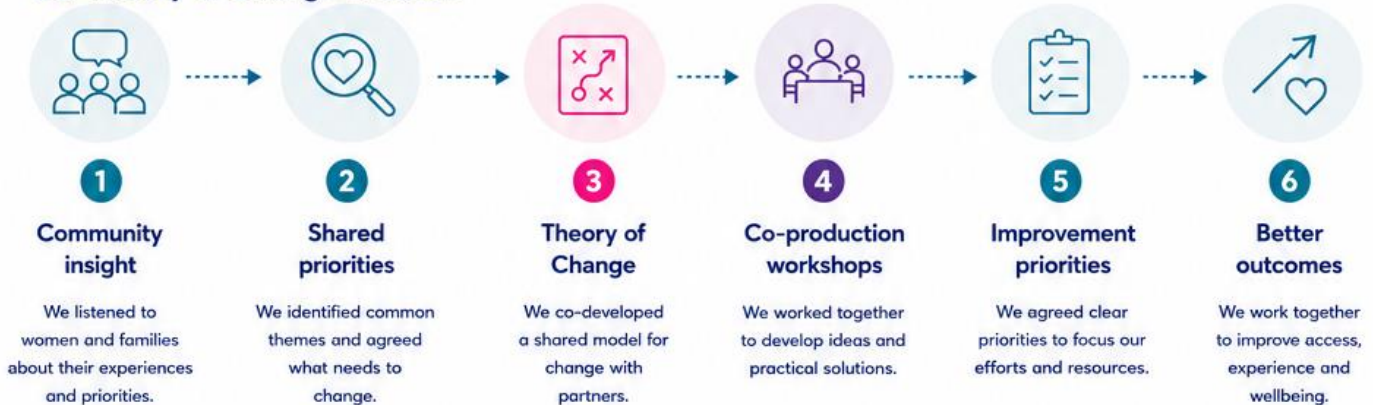 1
Community
insight
We listened to
women and families
about their experiences
and priorities.
2
Shared
priorities
We identified common
themes and agreed
what needs to
change.
3
Theory of
Change
We co-developed
a shared model for
change with
partners.
4
Co-production
workshops
We worked together
to develop ideas and
practical solutions.
5
Improvement
priorities
We agreed clear
priorities to focus our
efforts and resources.
6
Better
outcomes
We work together
to improve access,
experience and
wellbeing.